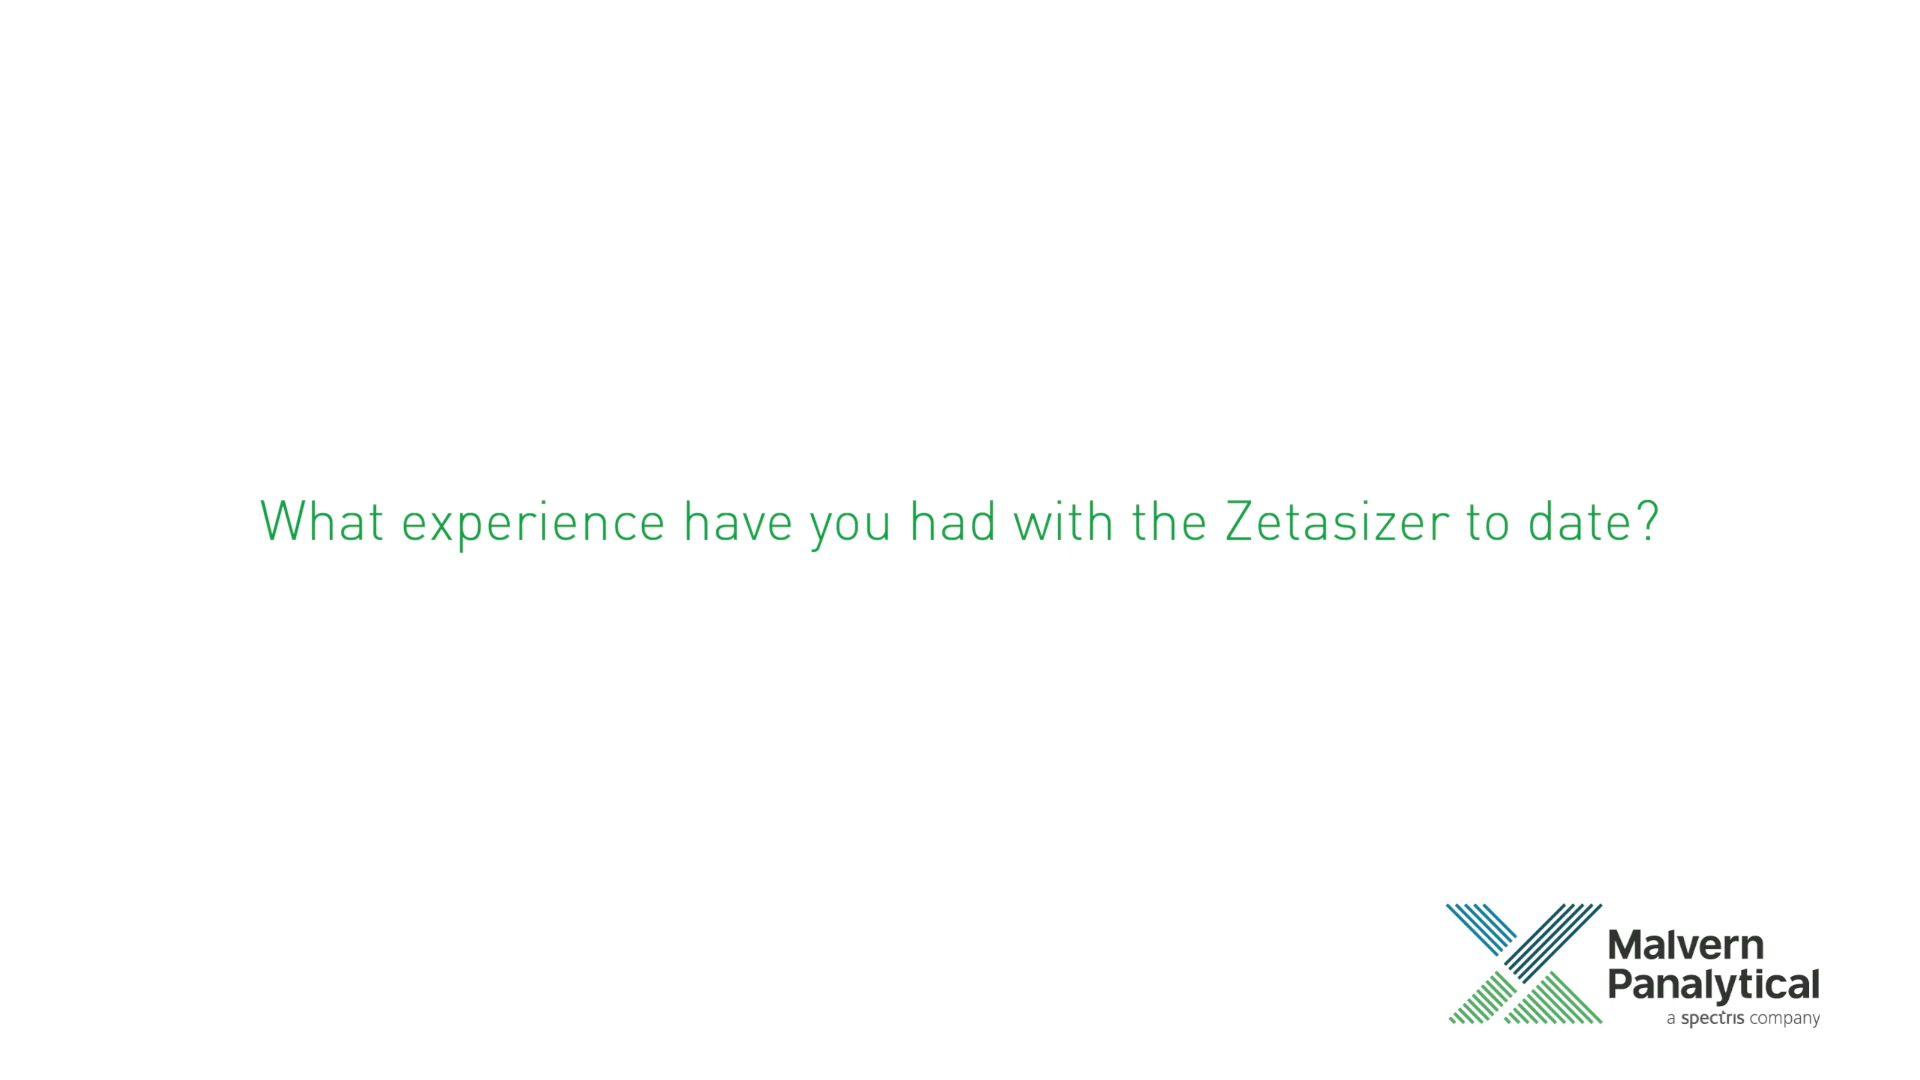 What experience have you had with the Zetasizer to date?
Malvern
Panalytical
a spectris company